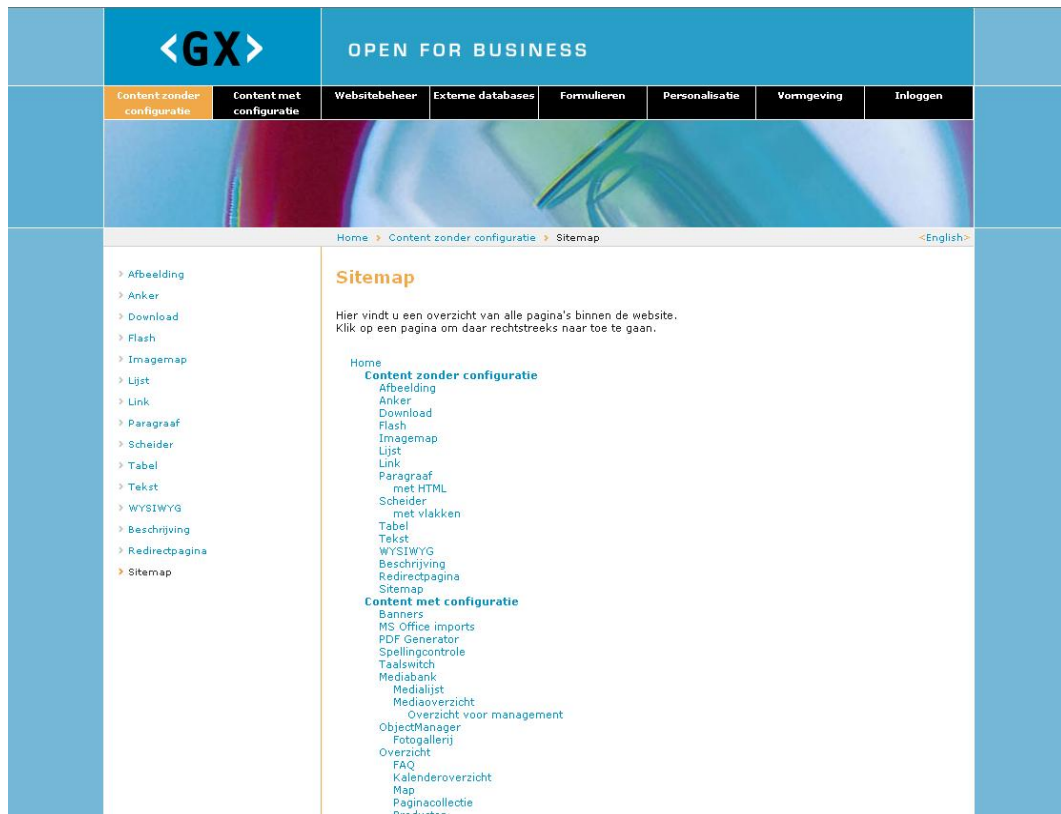 <GX>
OPEN FOR BUSINESS
Content zonder configuratie
Content met configuratie
Websitebeheer
Externe databases
Formulieren
Personalisatie
Vormgeving
Inloggen
Home > Content zonder configuratie > Sitemap
<English>
Afbeelding
Anker
Download
Flash
Imagemap
Lijst
Link
Paragraaf
Scheider
Tabel
Tekst
WYSIWYG
Beschrijving
Redirectpagina
Sitemap
Sitemap
Hier vindt u een overzicht van alle pagina's binnen de website.
Klik op een pagina om daar rechtstreeks naar toe te gaan.
Home
Content zonder configuratie
Afbeelding
Anker
Download
Flash
Imagemap
Lijst
Link
Paragraaf
met HTML
Scheider
met vlakken
Tabel
Tekst
WYSIWYG
Beschrijving
Redirectpagina
Sitemap
Content met configuratie
Banners
MS Office imports
PDF Generator
Spellingcontrole
Taalswitch
Mediabank
Medialijst
Mediaoverzicht
Overzicht voor management
ObjectManager
Fotogallerij
Overzicht
FAQ
Kalenderoverzicht
Map
Paginacollectie